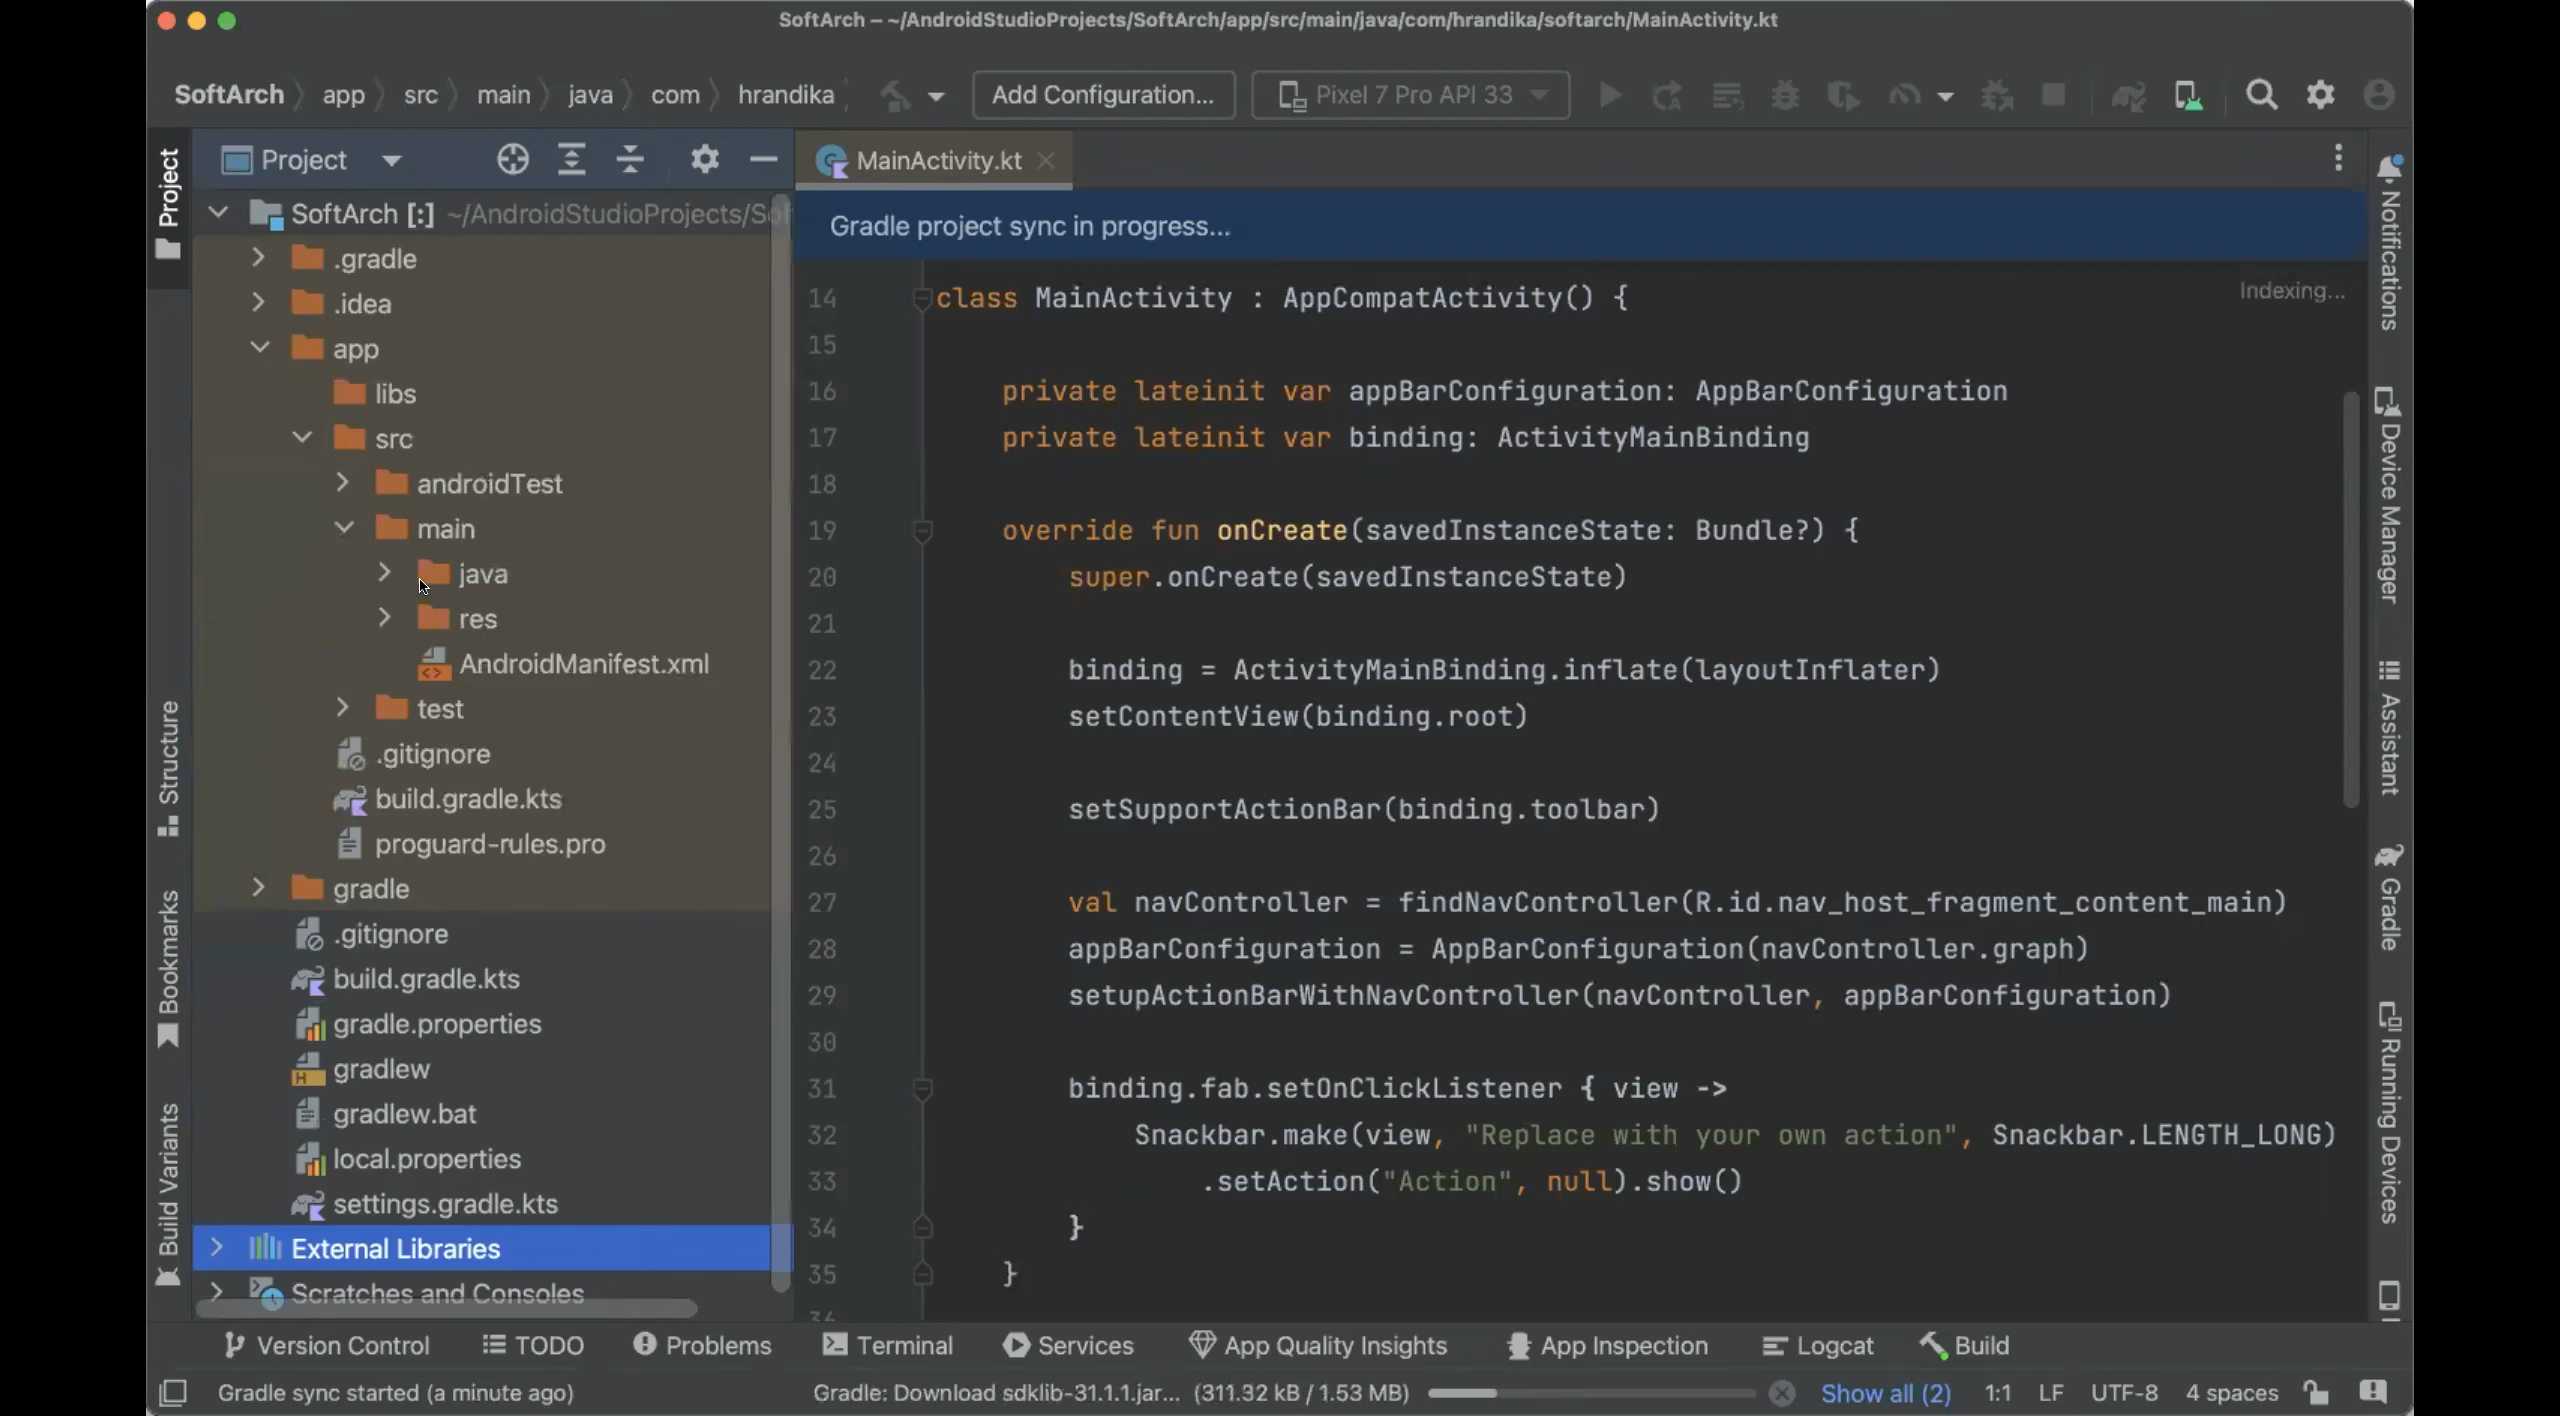 SoftArch – ~/AndroidStudioProjects/SoftArch/app/src/main/java/com/hrandika/softarch/MainActivity.kt
SoftArch app src main java com hrandika Add Configuration... Pixel 7 Pro API 33
Project
MainActivity.kt
SoftArch [:] ~/AndroidStudioProjects/Sof
Gradle project sync in progress...
.gradle
.idea
app
libs
src
androidTest
main
java
res
AndroidManifest.xml
test
.gitignore
build.gradle.kts
proguard-rules.pro
gradle
.gitignore
build.gradle.kts
gradle.properties
gradlew
gradlew.bat
local.properties
settings.gradle.kts
External Libraries
Scratches and Consoles
Indexing...
14 class MainActivity : AppCompatActivity() {
15
16 private lateinit var appBarConfiguration: AppBarConfiguration
17 private lateinit var binding: ActivityMainBinding
18
19 override fun onCreate(savedInstanceState: Bundle?) {
20 super.onCreate(savedInstanceState)
21
22 binding = ActivityMainBinding.inflate(layoutInflater)
23 setContentView(binding.root)
24
25 setSupportActionBar(binding.toolbar)
26
27 val navController = findNavController(R.id.nav_host_fragment_content_main)
28 appBarConfiguration = AppBarConfiguration(navController.graph)
29 setupActionBarWithNavController(navController, appBarConfiguration)
30
31 binding.fab.setOnClickListener { view ->
32 Snackbar.make(view, "Replace with your own action", Snackbar.LENGTH_LONG)
33 .setAction("Action", null).show()
34 }
35 }
Project
Structure
Bookmarks
Build Variants
Notifications
Device Manager
Assistant
Gradle
Running Devices
Version Control TODO Problems Terminal Services App Quality Insights App Inspection Logcat Build
Gradle sync started (a minute ago) Gradle: Download sdklib-31.1.1.jar... (311.32 kB / 1.53 MB) Show all (2) 1:1 LF UTF-8 4 spaces